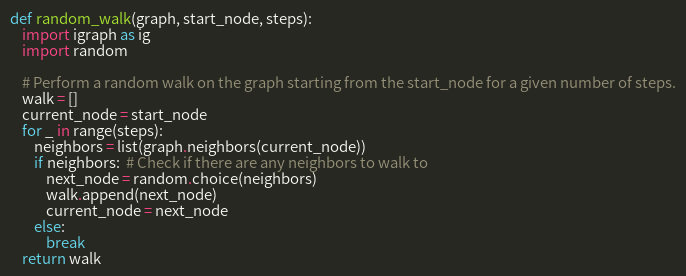 def random_walk(graph, start_node, steps):
    import igraph as ig
    import random

    # Perform a random walk on the graph starting from the start_node for a given number of steps.
    walk = []
    current_node = start_node
    for _ in range(steps):
        neighbors = list(graph.neighbors(current_node))
        if neighbors:  # Check if there are any neighbors to walk to
            next_node = random.choice(neighbors)
            walk.append(next_node)
            current_node = next_node
        else:
            break
    return walk